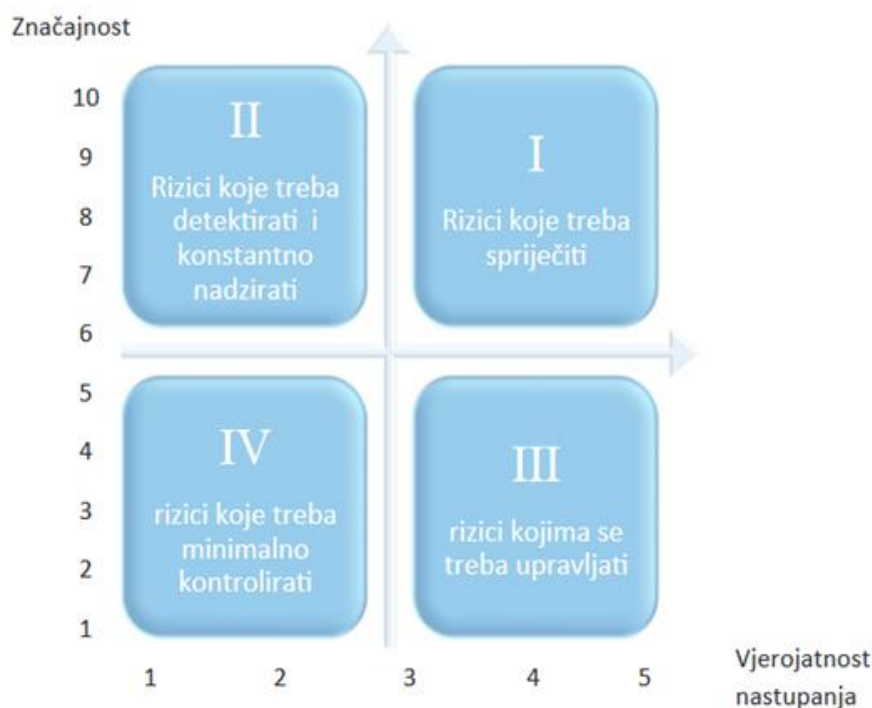 Značajnost
10
9
8
7
6
5
4
3
2
1
II
Rizici koje treba
detektirati i
konstantno
nadzirati
I
Rizici koje treba
spriječiti
IV
rizici koje treba
minimalno
kontrolirati
III
rizici kojima se
treba upravljati
1 2 3 4 5
Vjerojatnost
nastupanja